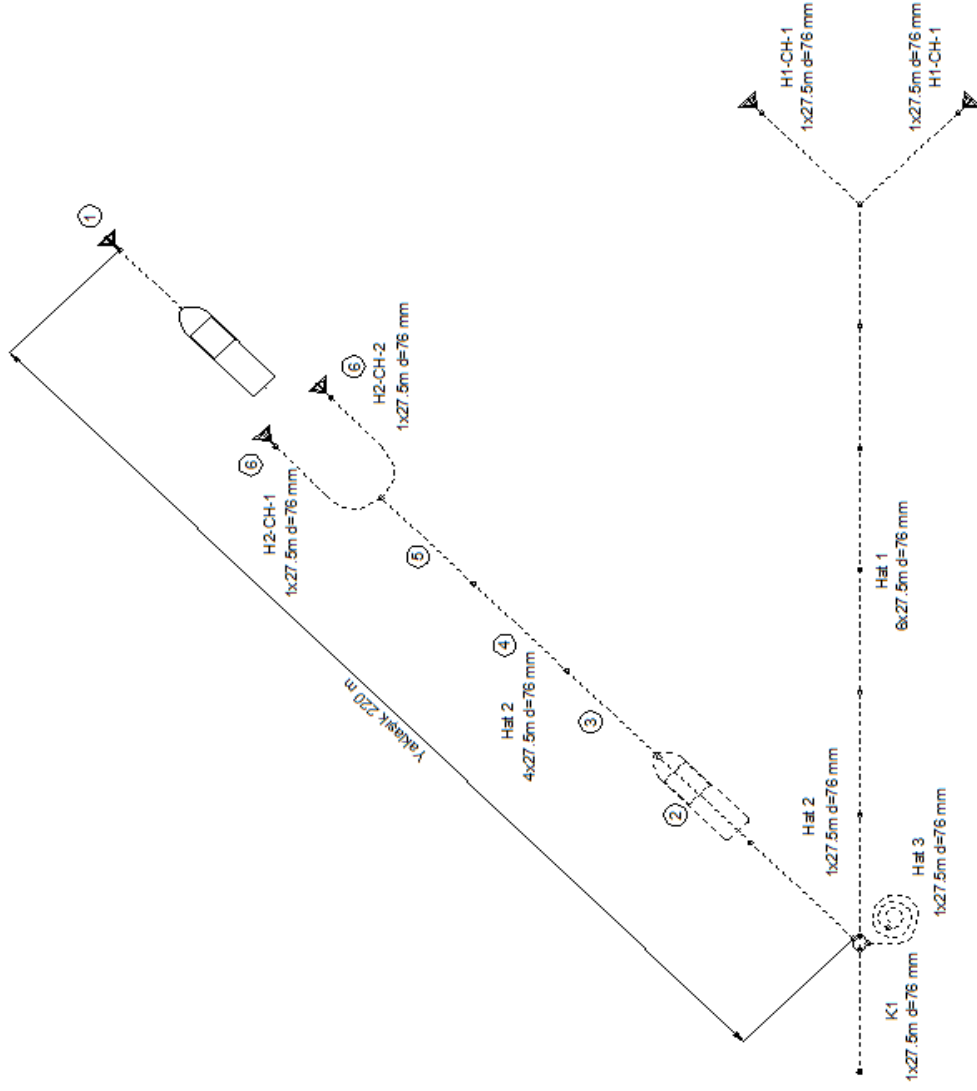 H1-CH-1
1x27.5m d=76 mm
1x27.5m d=76 mm
H1-CH-1
1
6
H2-CH-2
1x27.5m d=76 mm
6
H2-CH-1
1x27.5m d=76 mm
5
4
Hat 2
4x27.5m d=76 mm
3
Yaklaşık 220 m
Hat 1
6x27.5m d=76 mm
2
Hat 2
1x27.5m d=76 mm
Hat 3
1x27.5m d=76 mm
K1
1x27.5m d=76 mm